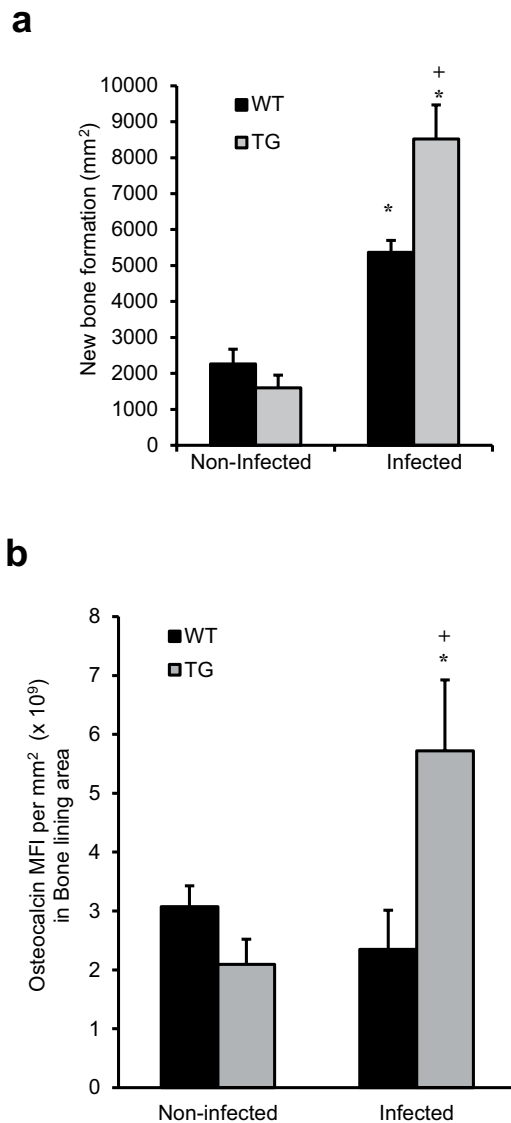 a
New bone formation (mm²)
10000
9000
8000
7000
6000
5000
4000
3000
2000
1000
0
WT
TG
*
+
*
Non-Infected
Infected
b
Osteocalcin MFI per mm² (x 10⁹)
in Bone lining area
8
7
6
5
4
3
2
1
0
WT
TG
+
*
Non-infected
Infected